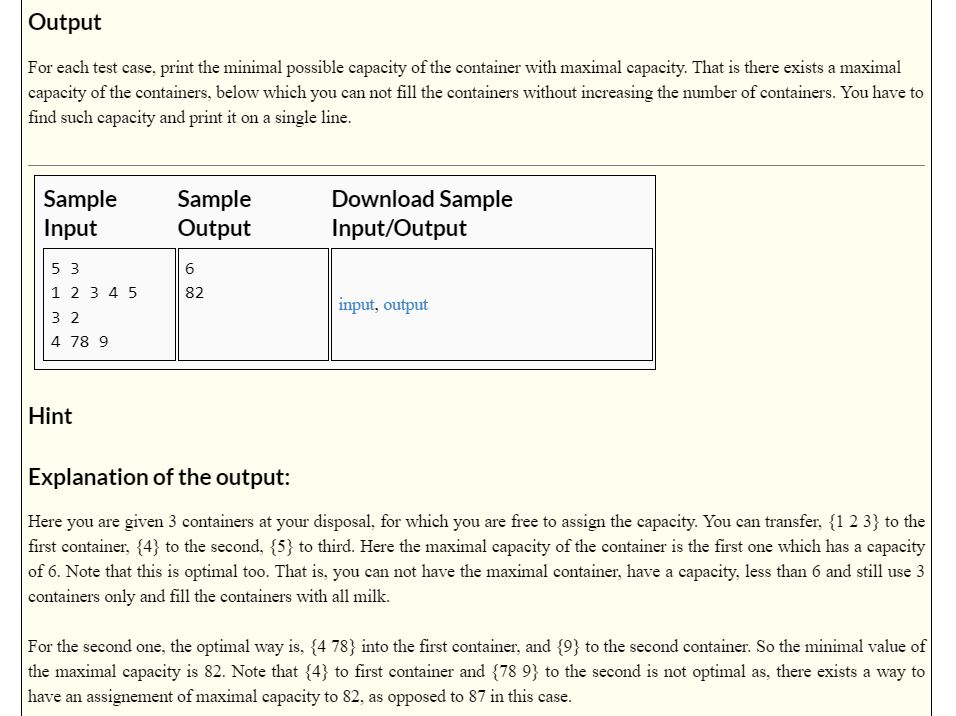 Output
For each test case, print the minimal possible capacity of the container with maximal capacity. That is there exists a maximal
capacity of the containers, below which you can not fill the containers without increasing the number of containers. You have to
find such capacity and print it on a single line.
Sample Input
Sample Output
Download Sample Input/Output
5 3
1 2 3 4 5
3 2
4 78 9
6
82
input, output
Hint
Explanation of the output:
Here you are given 3 containers at your disposal, for which you are free to assign the capacity. You can transfer, {1 2 3} to the
first container, {4} to the second, {5} to third. Here the maximal capacity of the container is the first one which has a capacity
of 6. Note that this is optimal too. That is, you can not have the maximal container, have a capacity, less than 6 and still use 3
containers only and fill the containers with all milk.
For the second one, the optimal way is, {4 78} into the first container, and {9} to the second container. So the minimal value of
the maximal capacity is 82. Note that {4} to first container and {78 9} to the second is not optimal as, there exists a way to
have an assignement of maximal capacity to 82, as opposed to 87 in this case.